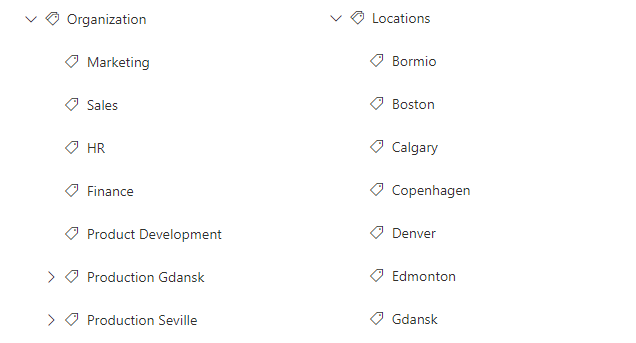 Organization
Marketing
Sales
HR
Finance
Product Development
Production Gdansk
Production Seville
Locations
Bormio
Boston
Calgary
Copenhagen
Denver
Edmonton
Gdansk